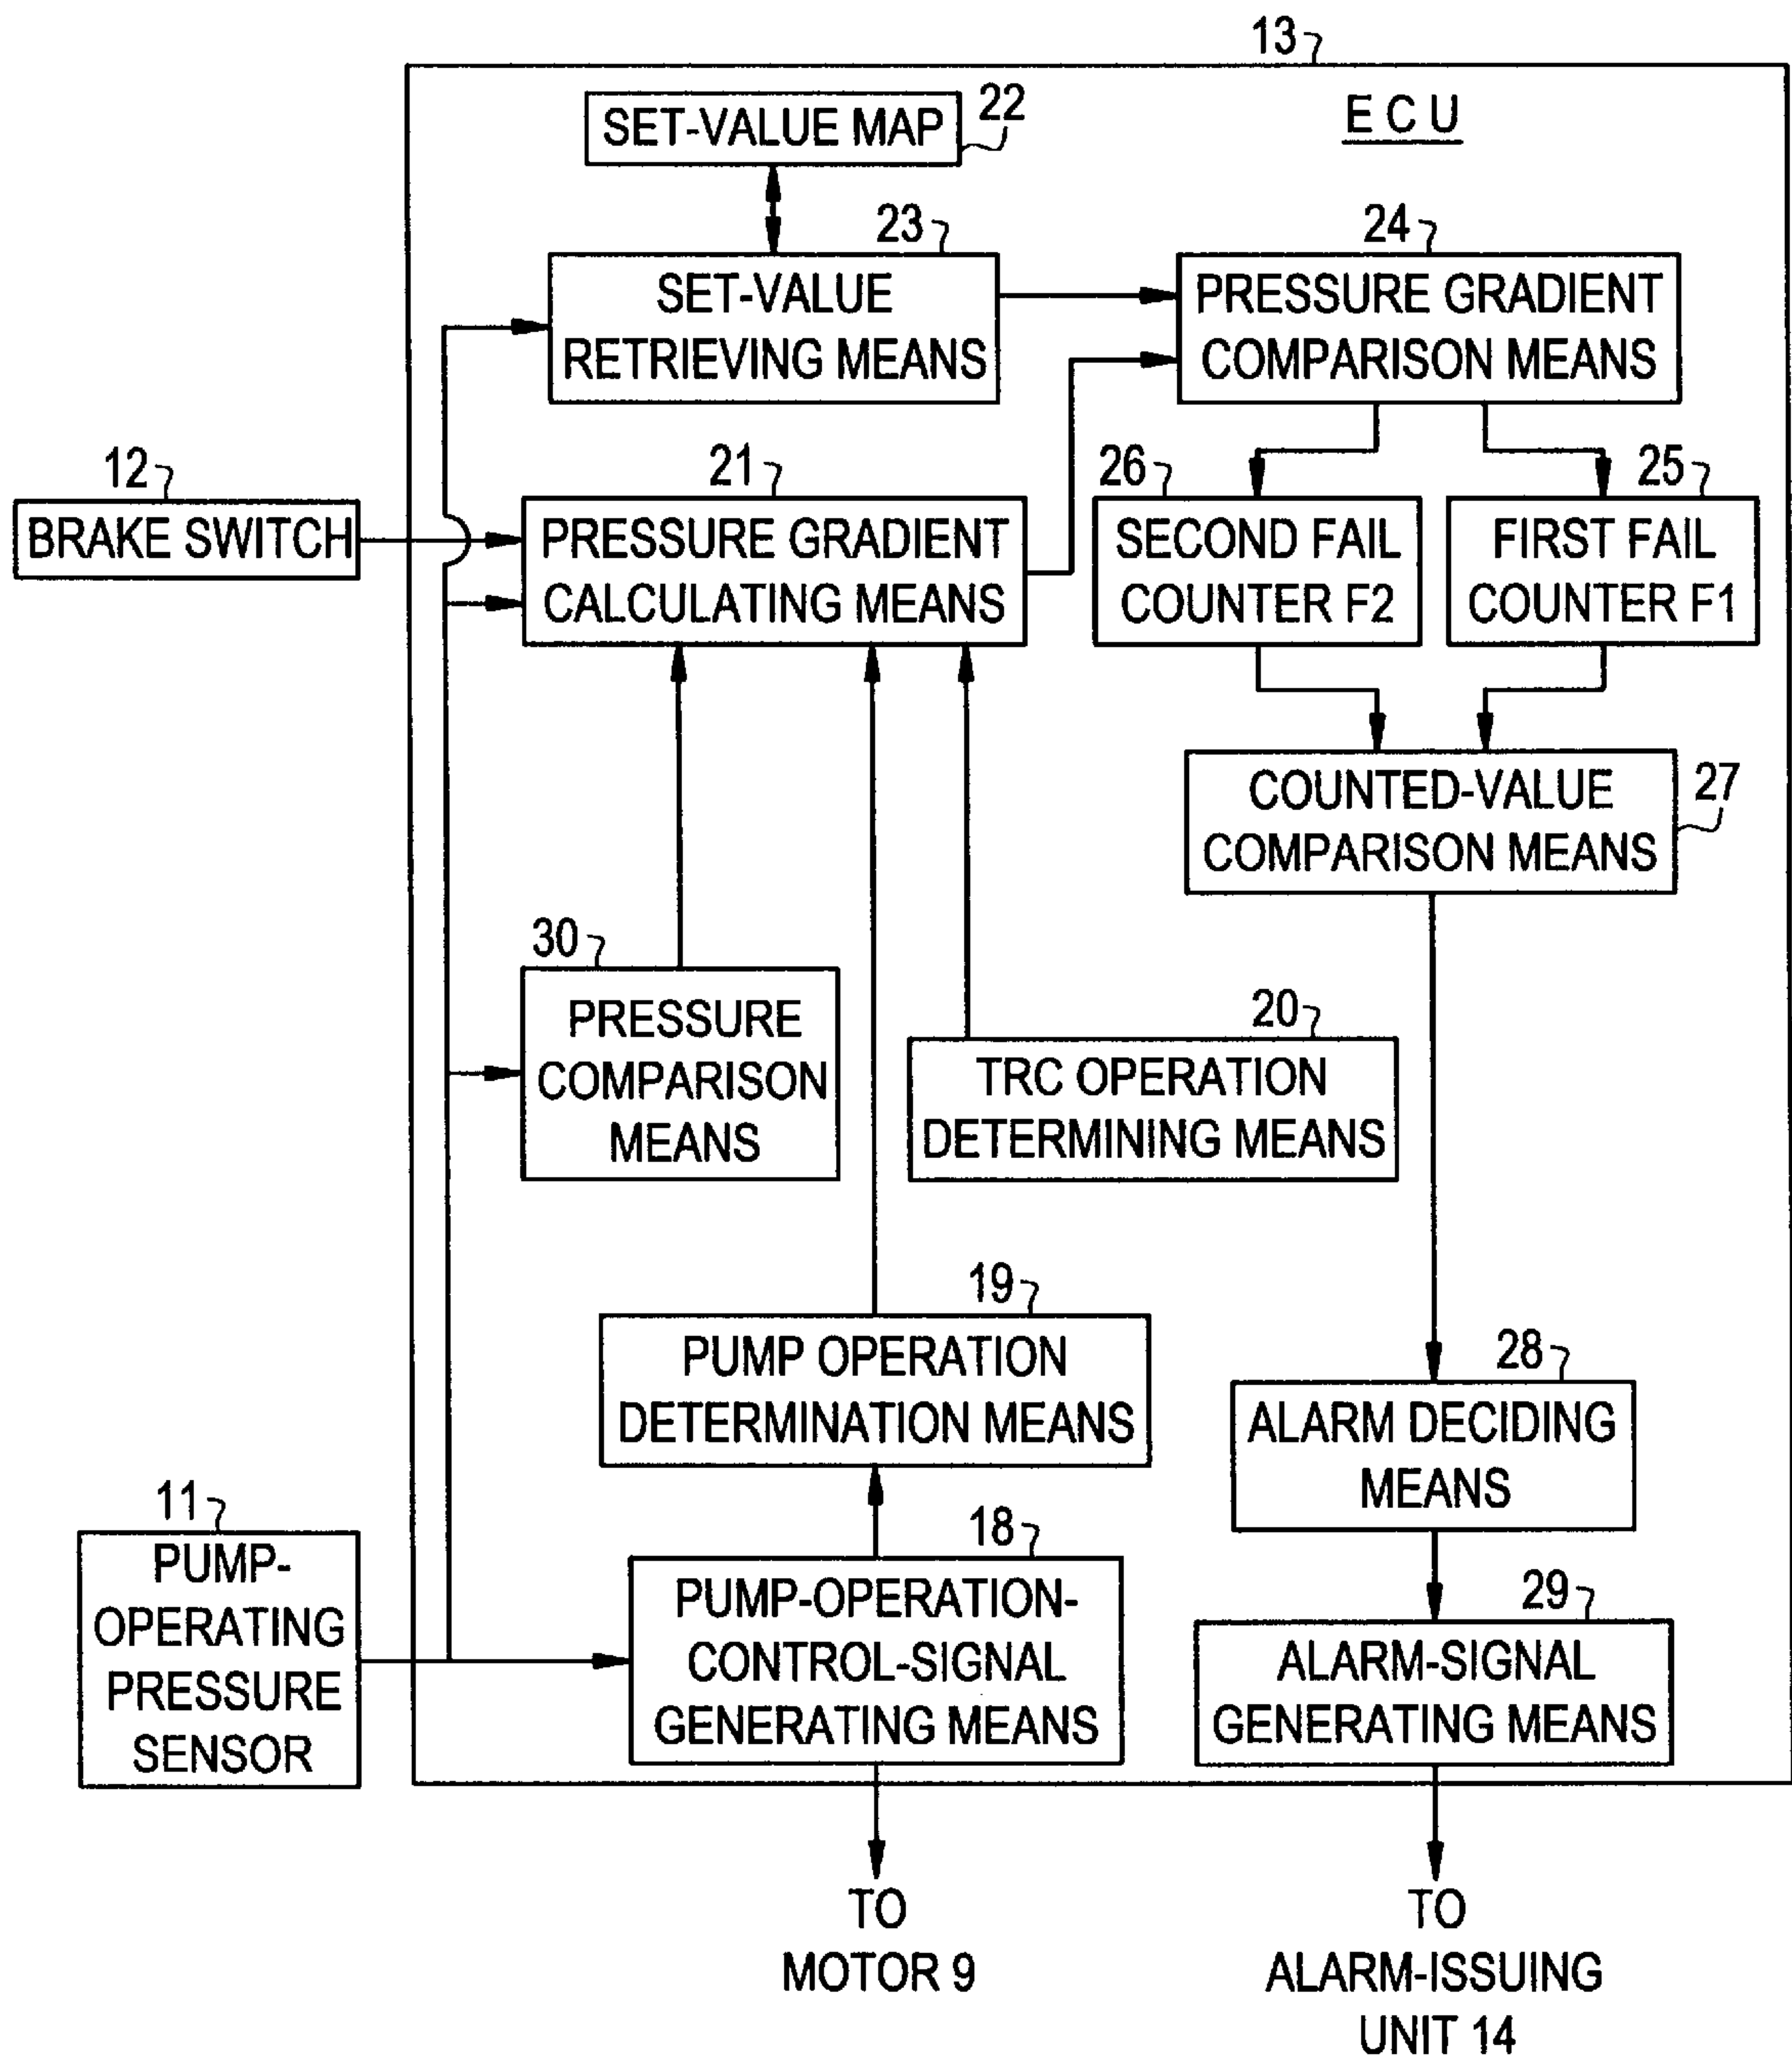 13
ECU
SET-VALUE MAP
22
23
SET-VALUE
RETRIEVING MEANS
24
PRESSURE GRADIENT
COMPARISON MEANS
12
BRAKE SWITCH
21
PRESSURE GRADIENT
CALCULATING MEANS
26
SECOND FAIL
COUNTER F2
25
FIRST FAIL
COUNTER F1
COUNTED-VALUE
COMPARISON MEANS
27
30
PRESSURE
COMPARISON
MEANS
20
TRC OPERATION
DETERMINING MEANS
19
PUMP OPERATION
DETERMINATION MEANS
28
ALARM DECIDING
MEANS
11
PUMP-
OPERATING
PRESSURE
SENSOR
18
PUMP-OPERATION-
CONTROL-SIGNAL
GENERATING MEANS
29
ALARM-SIGNAL
GENERATING MEANS
TO
MOTOR 9
TO
ALARM-ISSUING
UNIT 14